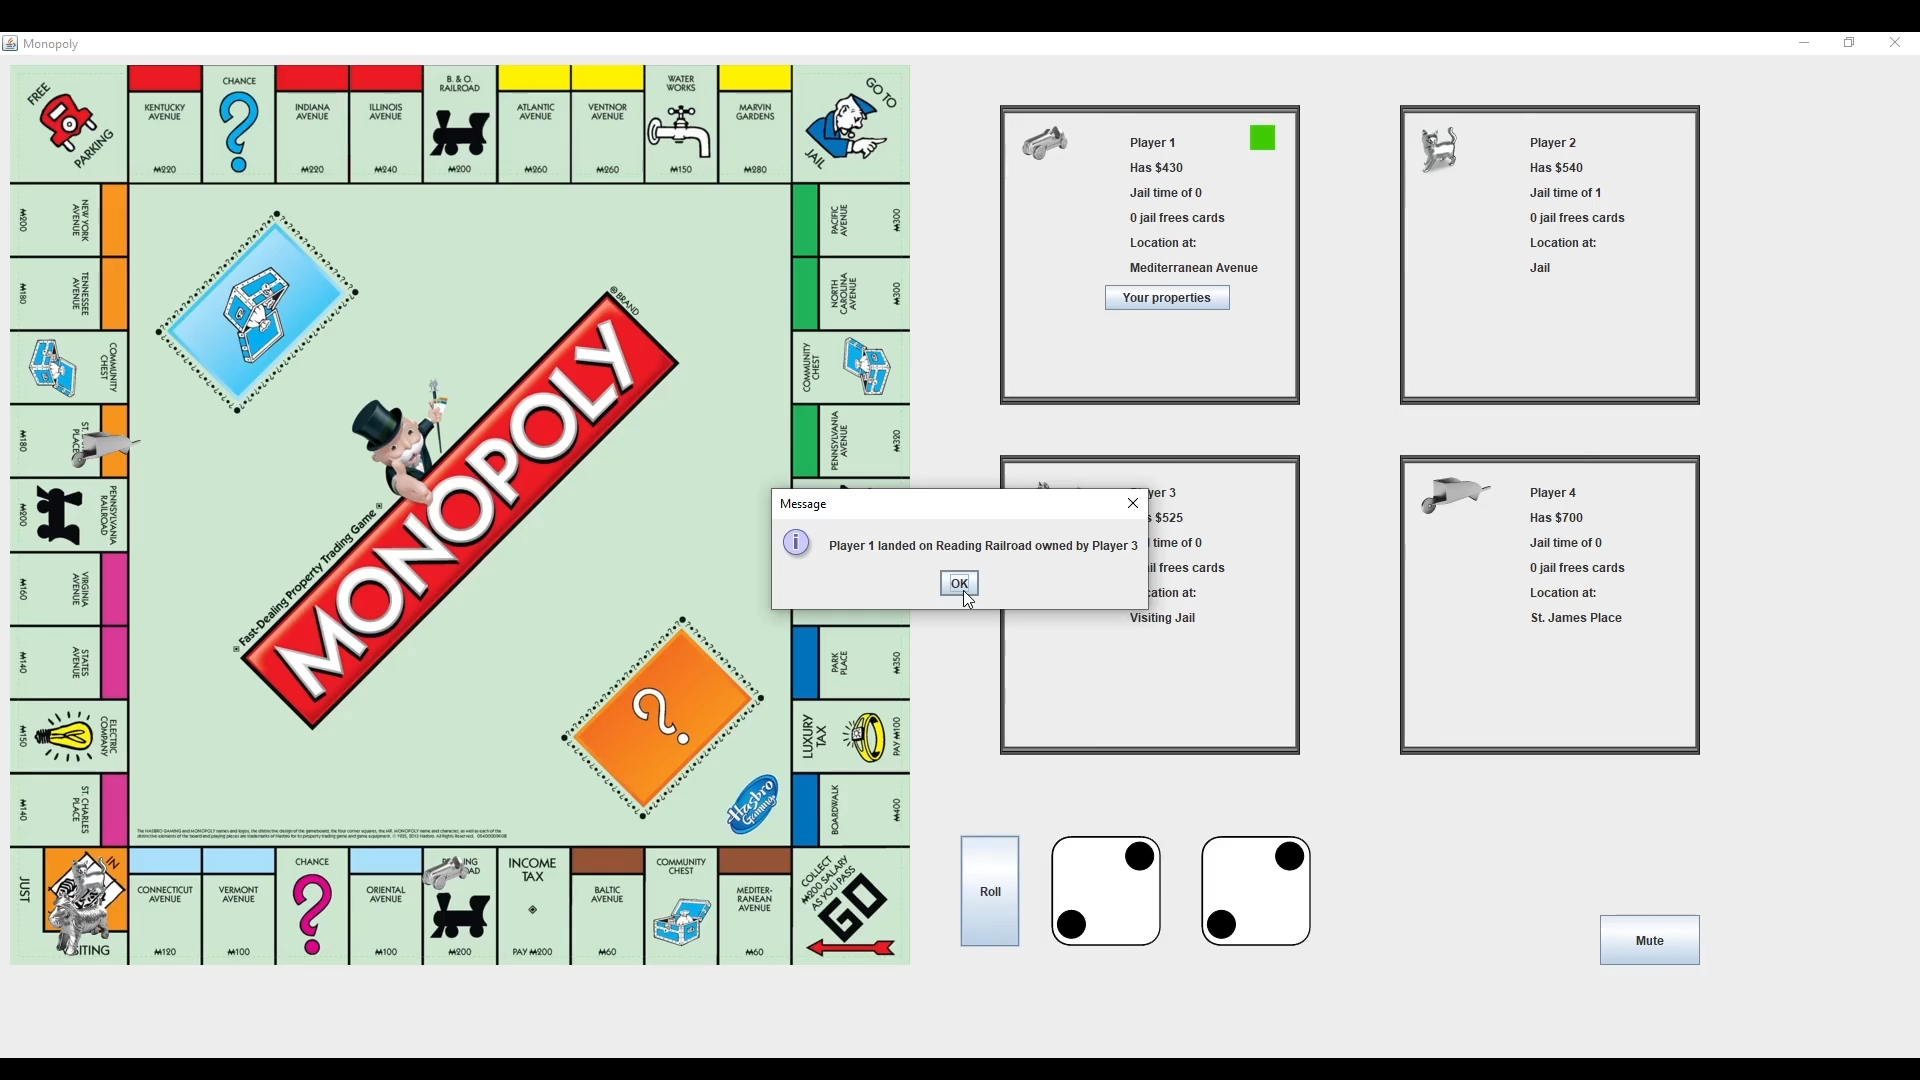 Monopoly
FREE
PARKING
KENTUCKY
AVENUE
₩220
CHANCE
INDIANA
AVENUE
₩220
ILLINOIS
AVENUE
₩240
B. & O.
RAILROAD
₩200
ATLANTIC
AVENUE
₩260
VENTNOR
AVENUE
₩260
WATER
WORKS
₩150
MARVIN
GARDENS
₩280
GO TO
JAIL
NEW YORK
AVENUE
₩200
TENNESSEE
AVENUE
₩180
COMMUNITY
CHEST
ST.
PLACE
₩180
PENNSYLVANIA
RAILROAD
₩200
VIRGINIA
AVENUE
₩160
STATES
AVENUE
₩140
ELECTRIC
COMPANY
₩150
ST. CHARLES
PLACE
₩140
PACIFIC
AVENUE
₩300
NORTH
CAROLINA
AVENUE
₩300
COMMUNITY
CHEST
PENNSYLVANIA
AVENUE
₩320
PARK
PLACE
₩350
LUXURY
TAX
PAY ₩100
BOARDWALK
₩400
MONOPOLY
® BRAND
Fast-Dealing Property Trading Game
Hasbro
Gaming
JUST
IN
SITING
CONNECTICUT
AVENUE
₩120
VERMONT
AVENUE
₩100
CHANCE
ORIENTAL
AVENUE
₩100
₩200
INCOME
TAX
PAY ₩200
BALTIC
AVENUE
₩60
COMMUNITY
CHEST
MEDITER-
RANEAN
AVENUE
₩60
COLLECT
₩200 SALARY
AS YOU PASS
GO
Player 1
Has $430
Jail time of 0
0 jail frees cards
Location at:
Mediterranean Avenue
Your properties
Player 2
Has $540
Jail time of 1
0 jail frees cards
Location at:
Jail
Message
Player 1 landed on Reading Railroad owned by Player 3
OK
yer 3
s $525
time of 0
ail frees cards
cation at:
Visiting Jail
Player 4
Has $700
Jail time of 0
0 jail frees cards
Location at:
St. James Place
Roll
Mute